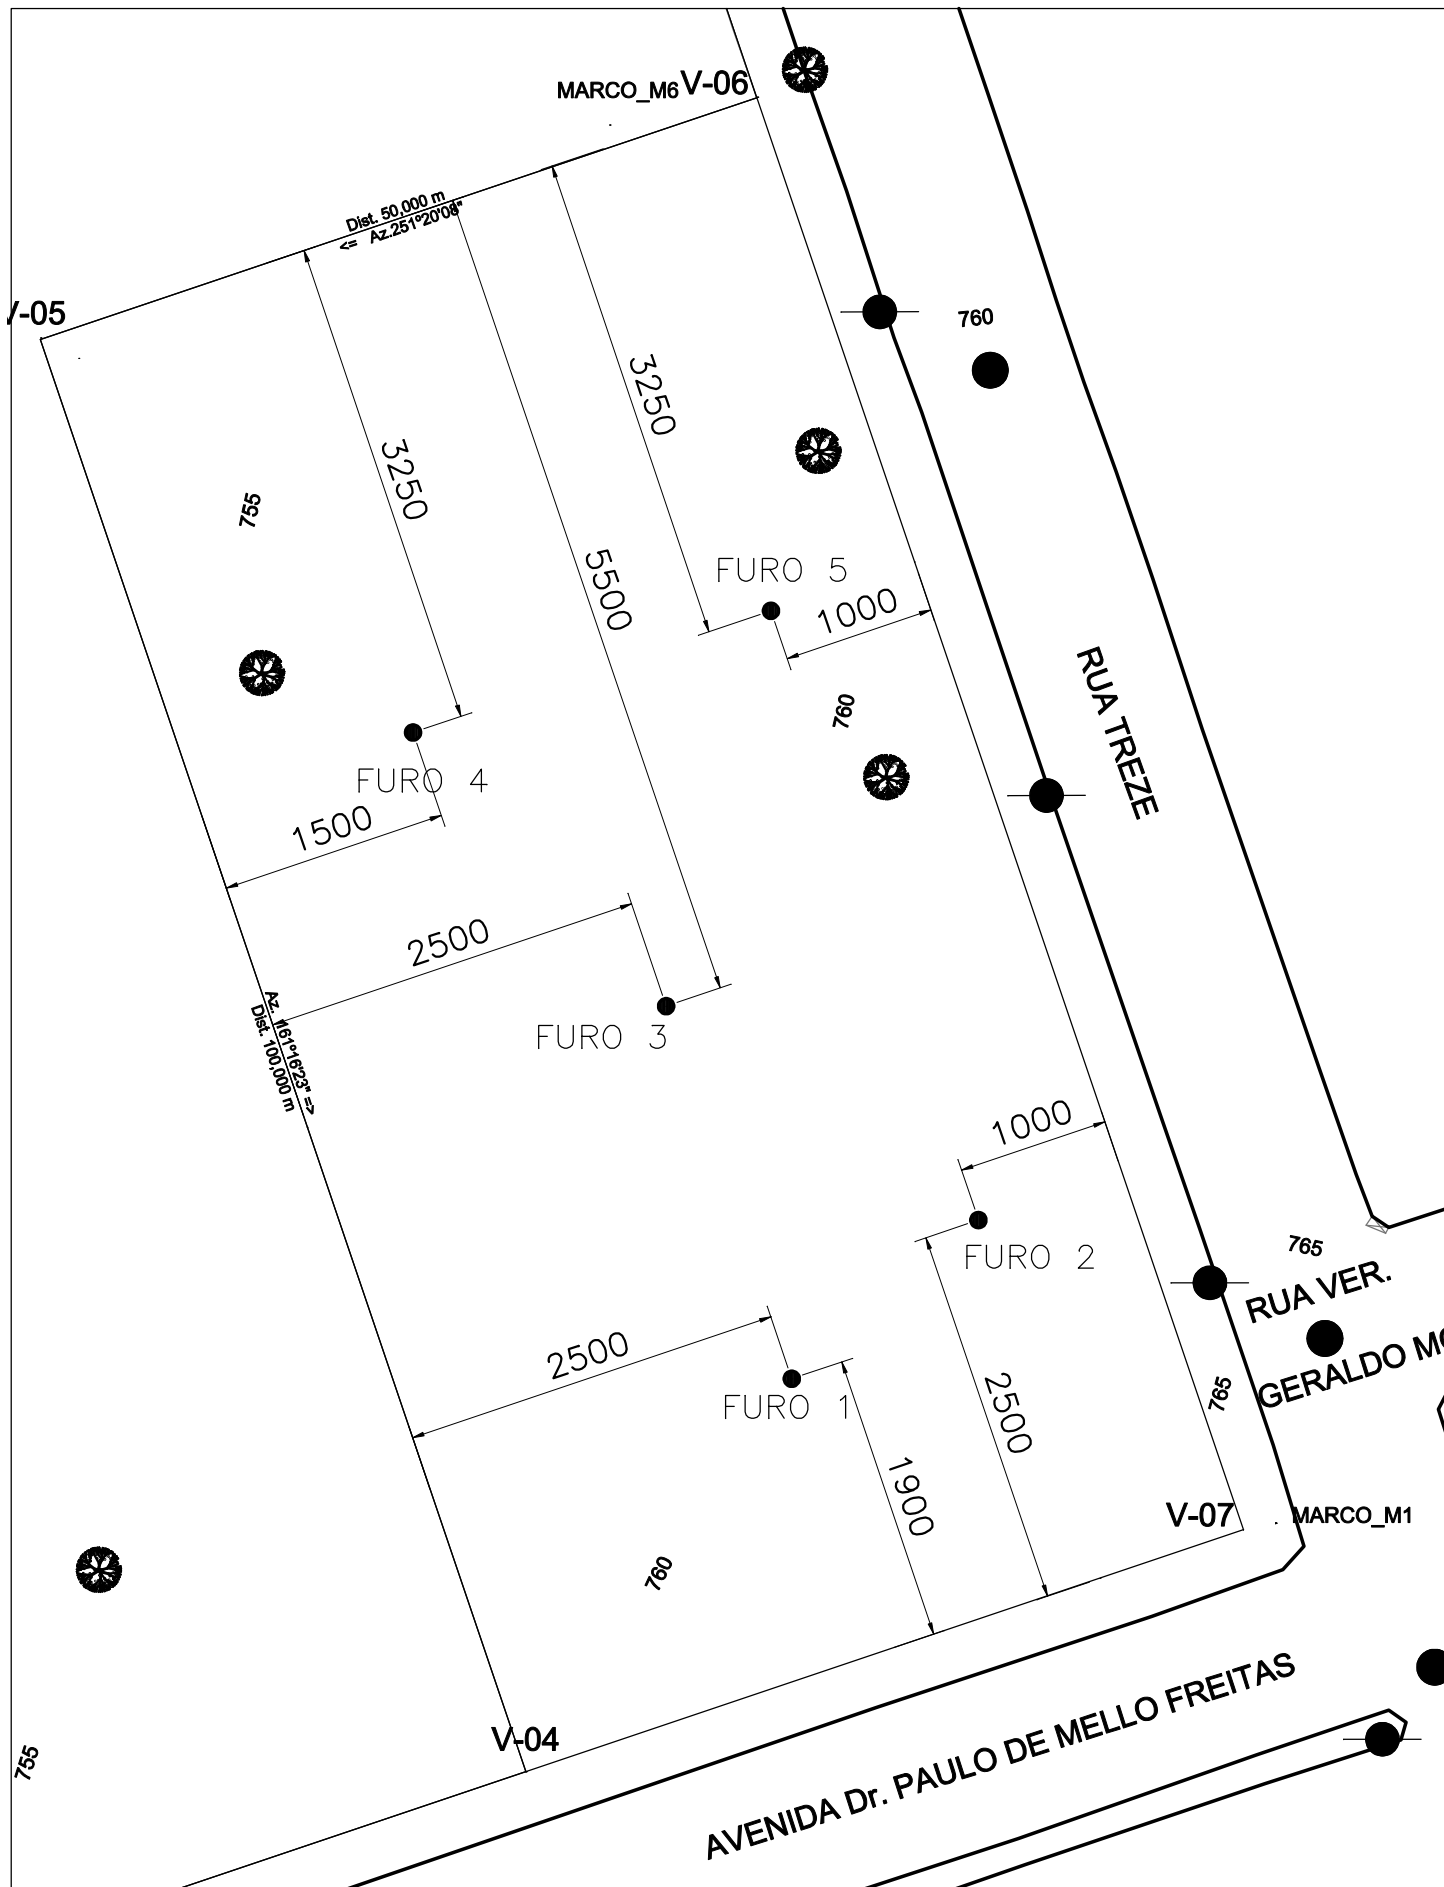 MARCO_M6 V-06
Dist. 50,000 m
<= Az.251°20'08"
V-05
760
3250
3250
755
5500
FURO 5
1000
RUA TREZE
760
FURO 4
1500
2500
Az. 161°16'23" =>
Dist. 100,000 m
FURO 3
1000
FURO 2
765
RUA VER.
GERALDO MO
2500
2500
765
FURO 1
1900
V-07
MARCO_M1
760
V-04
755
AVENIDA Dr. PAULO DE MELLO FREITAS